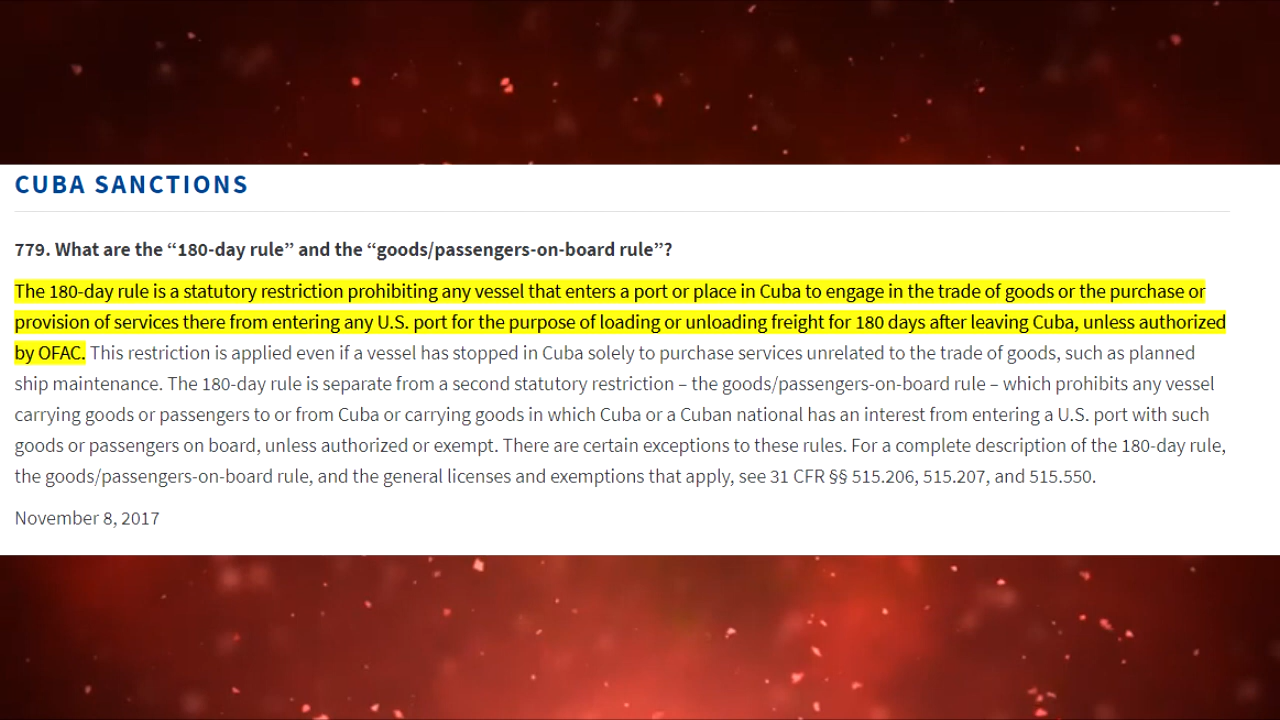 CUBA SANCTIONS
779. What are the “180-day rule” and the “goods/passengers-on-board rule”?
The 180-day rule is a statutory restriction prohibiting any vessel that enters a port or place in Cuba to engage in the trade of goods or the purchase or
provision of services there from entering any U.S. port for the purpose of loading or unloading freight for 180 days after leaving Cuba, unless authorized
by OFAC. This restriction is applied even if a vessel has stopped in Cuba solely to purchase services unrelated to the trade of goods, such as planned
ship maintenance. The 180-day rule is separate from a second statutory restriction – the goods/passengers-on-board rule – which prohibits any vessel
carrying goods or passengers to or from Cuba or carrying goods in which Cuba or a Cuban national has an interest from entering a U.S. port with such
goods or passengers on board, unless authorized or exempt. There are certain exceptions to these rules. For a complete description of the 180-day rule,
the goods/passengers-on-board rule, and the general licenses and exemptions that apply, see 31 CFR §§ 515.206, 515.207, and 515.550.
November 8, 2017